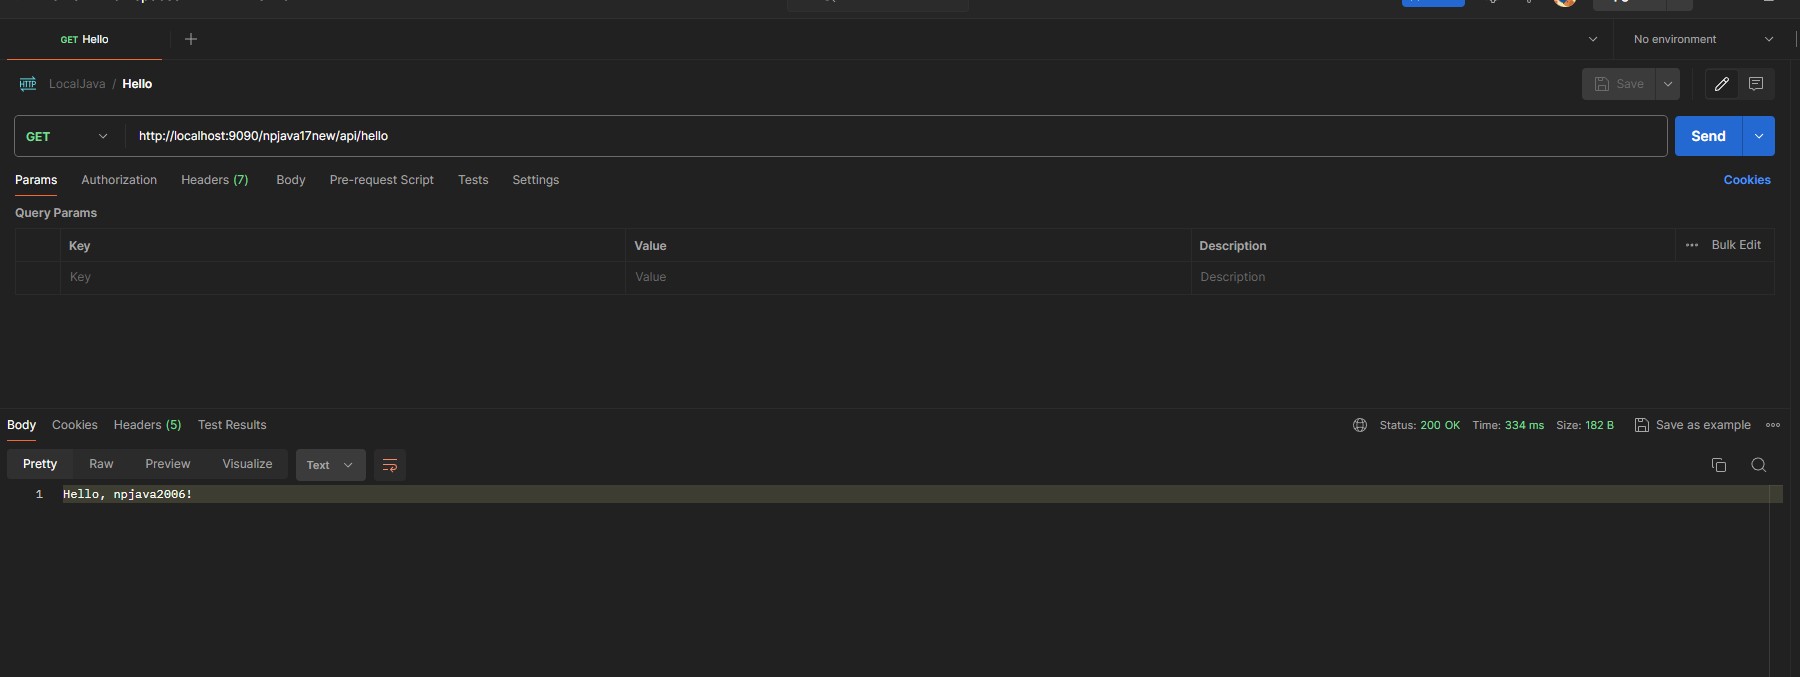 GET Hello
No environment
HTTP LocalJava / Hello
Save
GET http://localhost:9090/npjava17new/api/hello
Send
Params Authorization Headers (7) Body Pre-request Script Tests Settings Cookies
Query Params
Key Value Description ••• Bulk Edit
Key Value Description
Body Cookies Headers (5) Test Results Status: 200 OK Time: 334 ms Size: 182 B Save as example
Pretty Raw Preview Visualize Text
1 Hello, npjava2006!